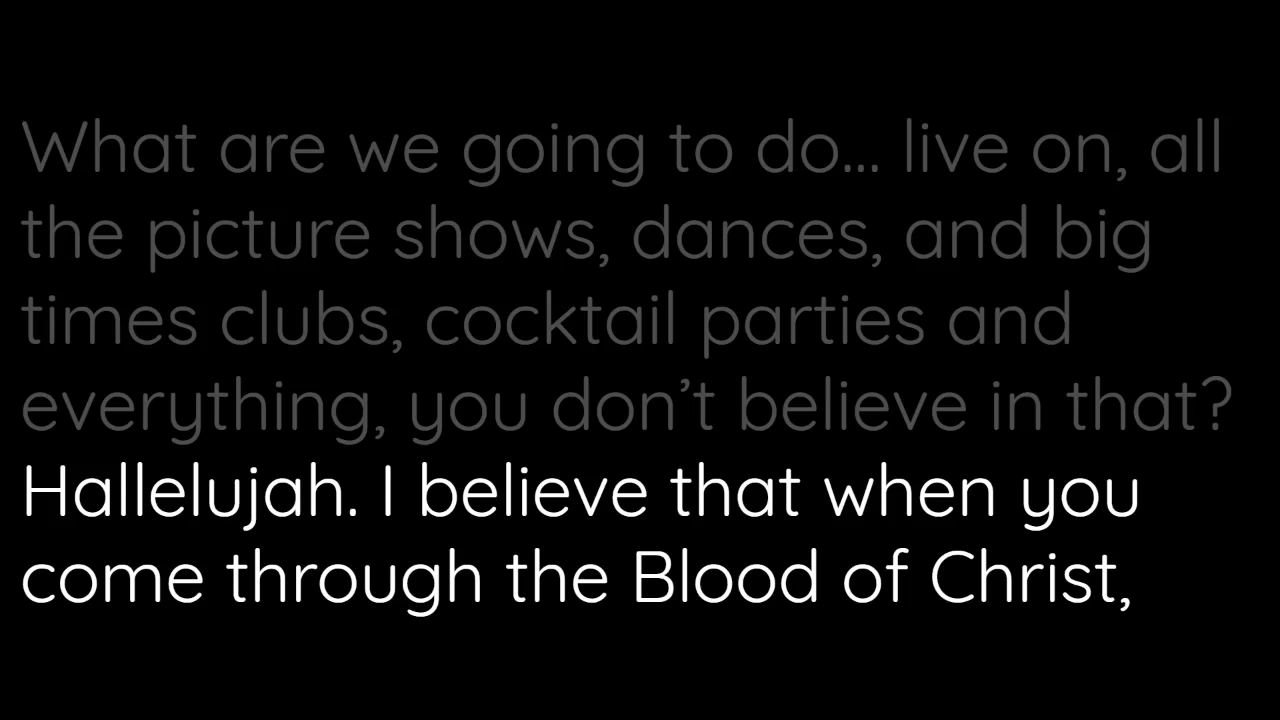 What are we going to do... live on, all
the picture shows, dances, and big
times clubs, cocktail parties and
everything, you don’t believe in that?
Hallelujah. I believe that when you
come through the Blood of Christ,